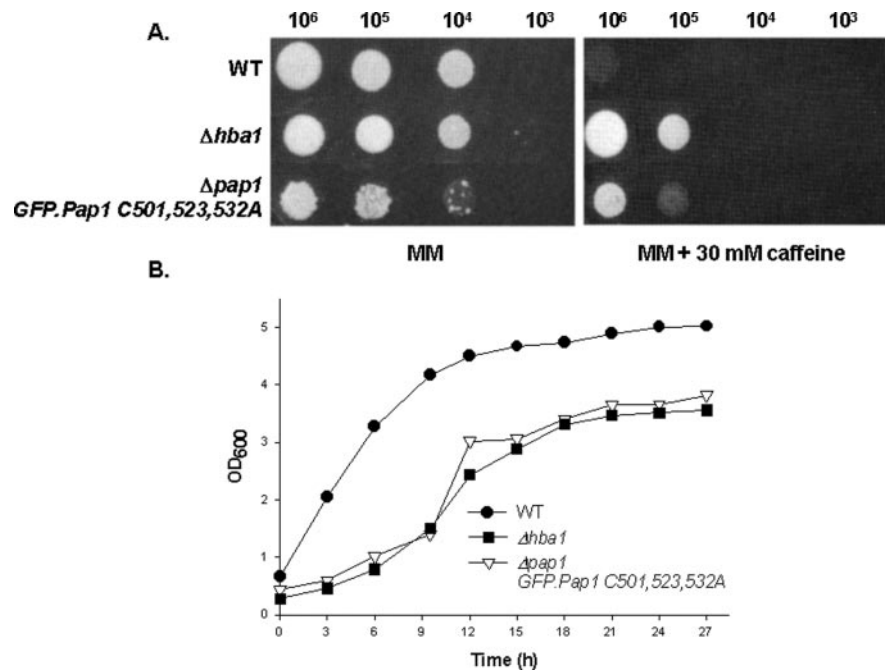 A.
10⁶ 10⁵ 10⁴ 10³ 10⁶ 10⁵ 10⁴ 10³
WT
Δhba1
Δpap1
GFP.Pap1 C501,523,532A
MM MM + 30 mM caffeine
B.
5
4
3
2
1
0
OD600
WT
Δhba1
Δpap1
GFP.Pap1 C501,523,532A
0 3 6 9 12 15 18 21 24 27
Time (h)